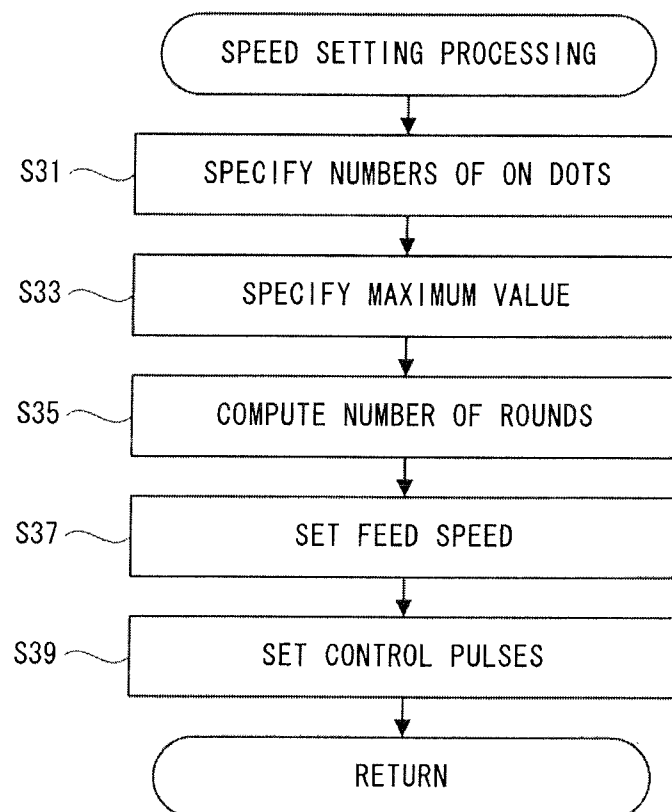 SPEED SETTING PROCESSING
S31 SPECIFY NUMBERS OF ON DOTS
S33 SPECIFY MAXIMUM VALUE
S35 COMPUTE NUMBER OF ROUNDS
S37 SET FEED SPEED
S39 SET CONTROL PULSES
RETURN